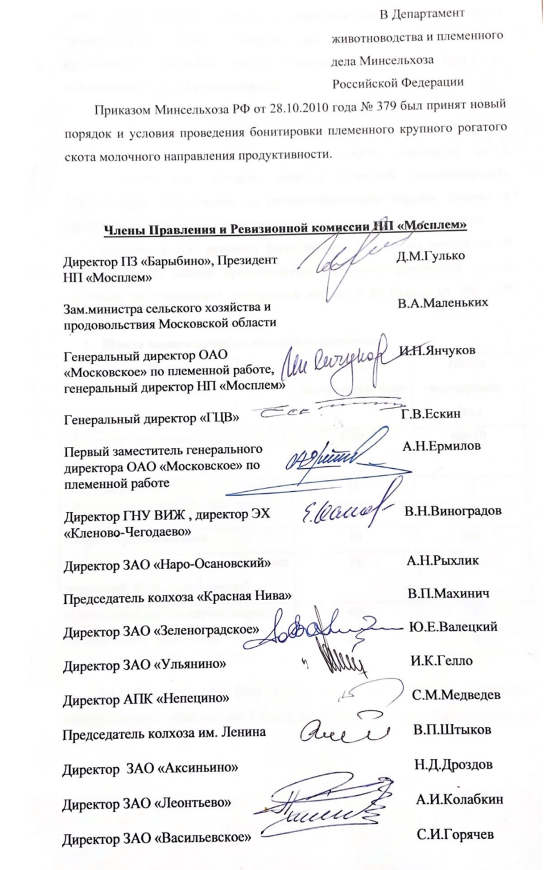 В Департамент
животноводства и племенного
дела Минсельхоза
Российской Федерации
Приказом Минсельхоза РФ от 28.10.2010 года № 379 был принят новый
порядок и условия проведения бонитировки племенного крупного рогатого
скота молочного направления продуктивности.
Члены Правления и Ревизионной комиссии НП «Мосплем»
Директор ПЗ «Барыбино», Президент Д.М.Гулько
НП «Мосплем»
Зам.министра сельского хозяйства и В.А.Маленьких
продовольствия Московской области
Генеральный директор ОАО И.Н.Янчуков
«Московское» по племенной работе,
генеральный директор НП «Мосплем»
Генеральный директор «ГЦВ» Г.В.Ескин
Первый заместитель генерального А.Н.Ермилов
директора ОАО «Московское» по
племенной работе
Директор ГНУ ВИЖ , директор ЭХ В.Н.Виноградов
«Кленово-Чегодаево»
Директор ЗАО «Наро-Осановский» А.Н.Рыхлик
Председатель колхоза «Красная Нива» В.П.Махинич
Директор ЗАО «Зеленоградское» Ю.Е.Валецкий
Директор ЗАО «Ульянино» И.К.Гелло
Директор АПК «Непецино» С.М.Медведев
Председатель колхоза им. Ленина В.П.Штыков
Директор ЗАО «Аксиньино» Н.Д.Дроздов
Директор ЗАО «Леонтьево» А.И.Колабкин
Директор ЗАО «Васильевское» С.И.Горячев